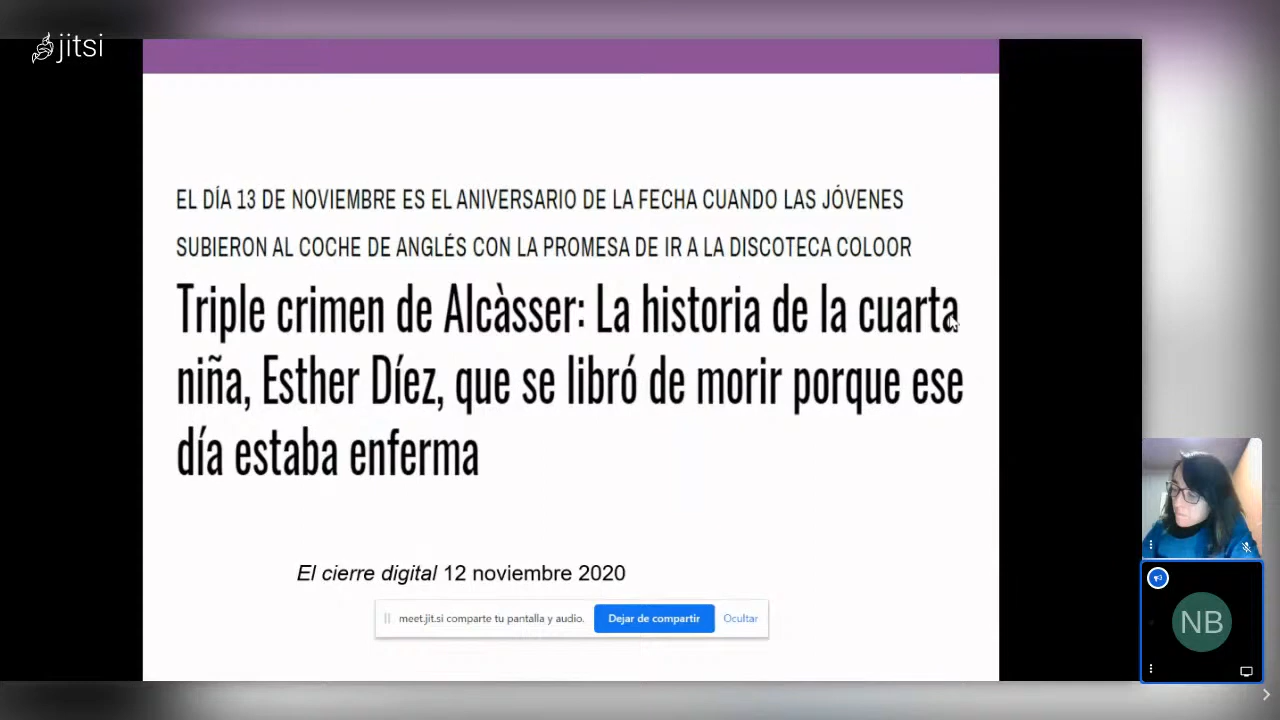 jitsi
EL DÍA 13 DE NOVIEMBRE ES EL ANIVERSARIO DE LA FECHA CUANDO LAS JÓVENES
SUBIERON AL COCHE DE ANGLÉS CON LA PROMESA DE IR A LA DISCOTECA COLOOR
Triple crimen de Alcàsser: La historia de la cuarta
niña, Esther Díez, que se libró de morir porque ese
día estaba enferma
El cierre digital 12 noviembre 2020
meet.jit.si comparte tu pantalla y audio. Dejar de compartir Ocultar
NB